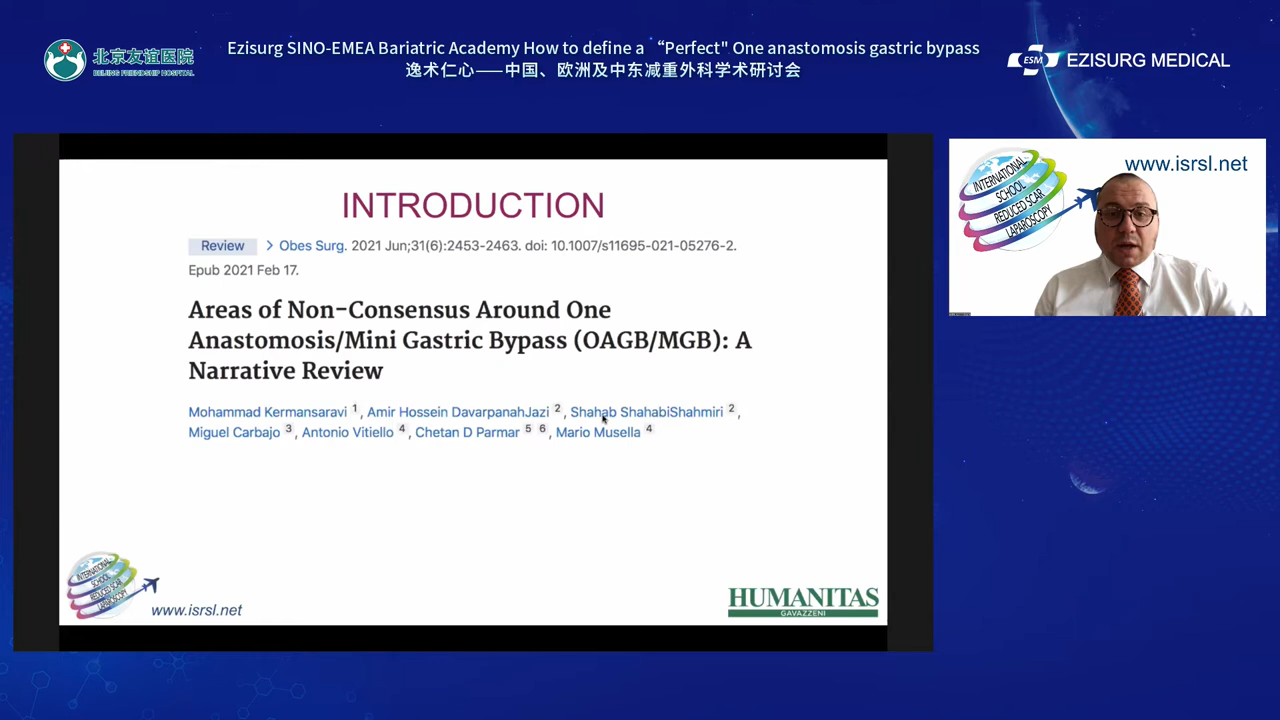 北京友谊医院
BEIJING FRIENDSHIP HOSPITAL
Ezisurg SINO-EMEA Bariatric Academy How to define a “Perfect" One anastomosis gastric bypass
逸术仁心——中国、欧洲及中东减重外科学术研讨会
ESM
EZISURG MEDICAL
INTRODUCTION
Review > Obes Surg. 2021 Jun;31(6):2453-2463. doi: 10.1007/s11695-021-05276-2.
Epub 2021 Feb 17.
Areas of Non-Consensus Around One
Anastomosis/Mini Gastric Bypass (OAGB/MGB): A
Narrative Review
Mohammad Kermansaravi 1, Amir Hossein DavarpanahJazi 2, Shahab ShahabiShahmiri 2,
Miguel Carbajo 3, Antonio Vitiello 4, Chetan D Parmar 5 6, Mario Musella 4
INTERNATIONAL
SCHOOL
REDUCED SCAR
LAPAROSCOPY
www.isrsl.net
HUMANITAS
GAVAZZENI
INTERNATIONAL
SCHOOL
REDUCED SCAR
LAPAROSCOPY
www.isrsl.net